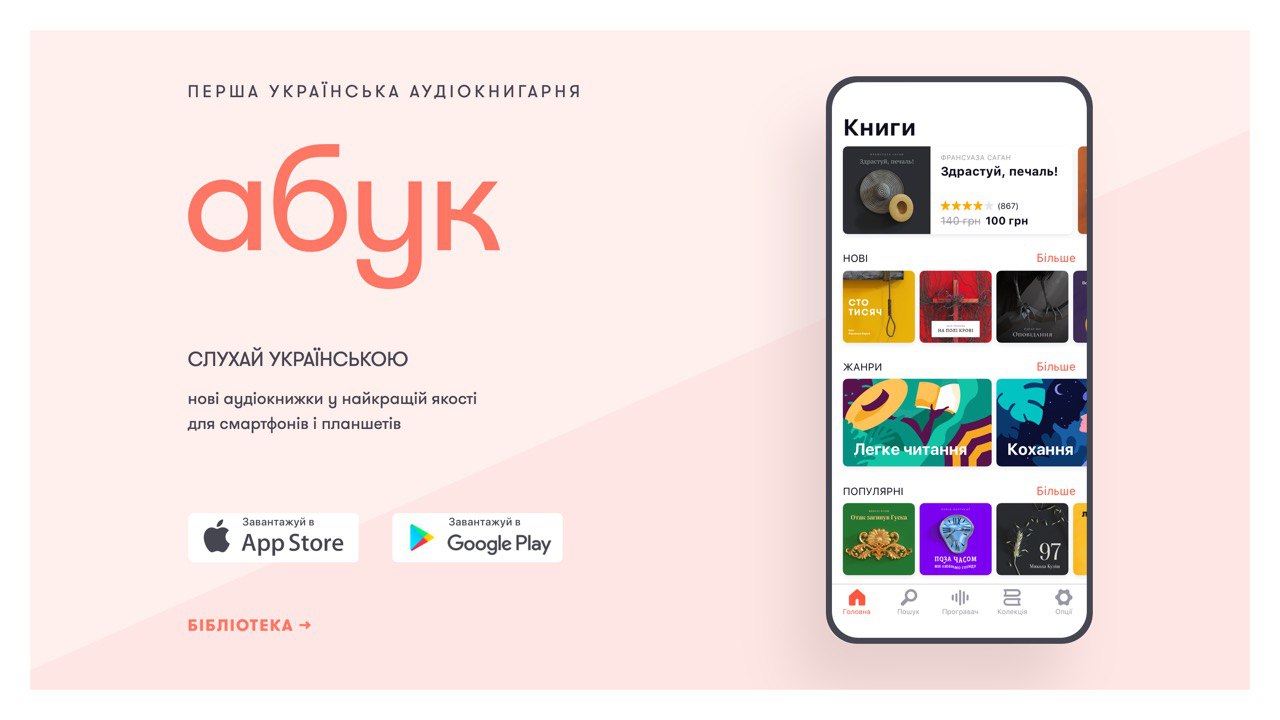 ПЕРША УКРАЇНСЬКА АУДІОКНИГАРНЯ
абук
СЛУХАЙ УКРАЇНСЬКОЮ
нові аудіокнижки у найкращій якості
для смартфонів і планшетів
Завантажуй в
App Store
Завантажуй в
Google Play
БІБЛІОТЕКА →
Книги
Здрастуй, печаль!
ФРАНСУАЗА САГАН
Здрастуй, печаль!
(867)
140 грн 100 грн
НОВІ
Більше
СТО
ТИСЯЧ
НА ПОЛІ КРОВІ
Оповідання
ЖАНРИ
Більше
Легке читання
Кохання
ПОПУЛЯРНІ
Більше
Отак загинув Гуска
ПОЗА ЧАСОМ
97
Микола Куліш
Головна
Пошук
Програвач
Колекція
Опції